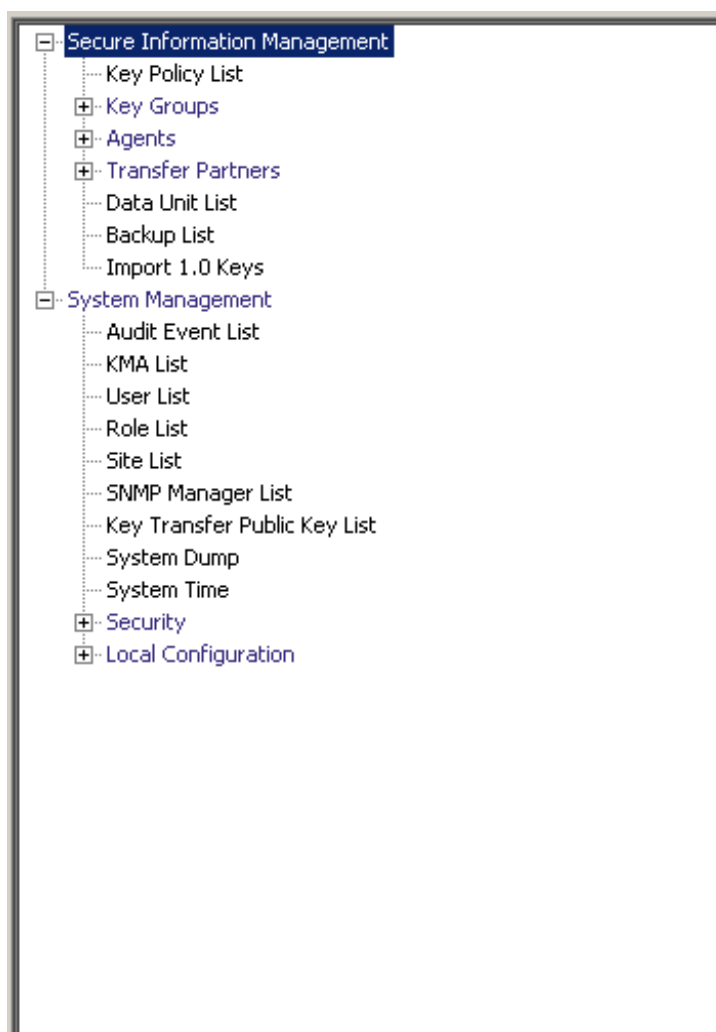 Secure Information Management
Key Policy List
Key Groups
Agents
Transfer Partners
Data Unit List
Backup List
Import 1.0 Keys
System Management
Audit Event List
KMA List
User List
Role List
Site List
SNMP Manager List
Key Transfer Public Key List
System Dump
System Time
Security
Local Configuration